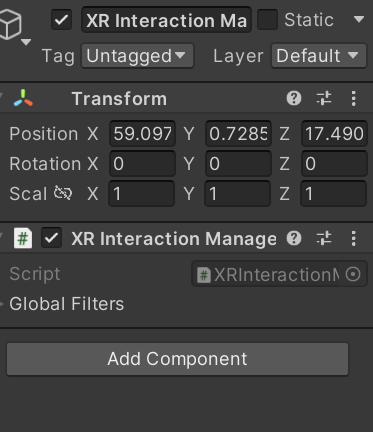 XR Interaction Ma Static
Tag Untagged Layer Default
Transform
Position X 59.097 Y 0.7285 Z 17.490
Rotation X 0 Y 0 Z 0
Scal X 1 Y 1 Z 1
# XR Interaction Manage
Script # XRInteractionM
Global Filters
Add Component